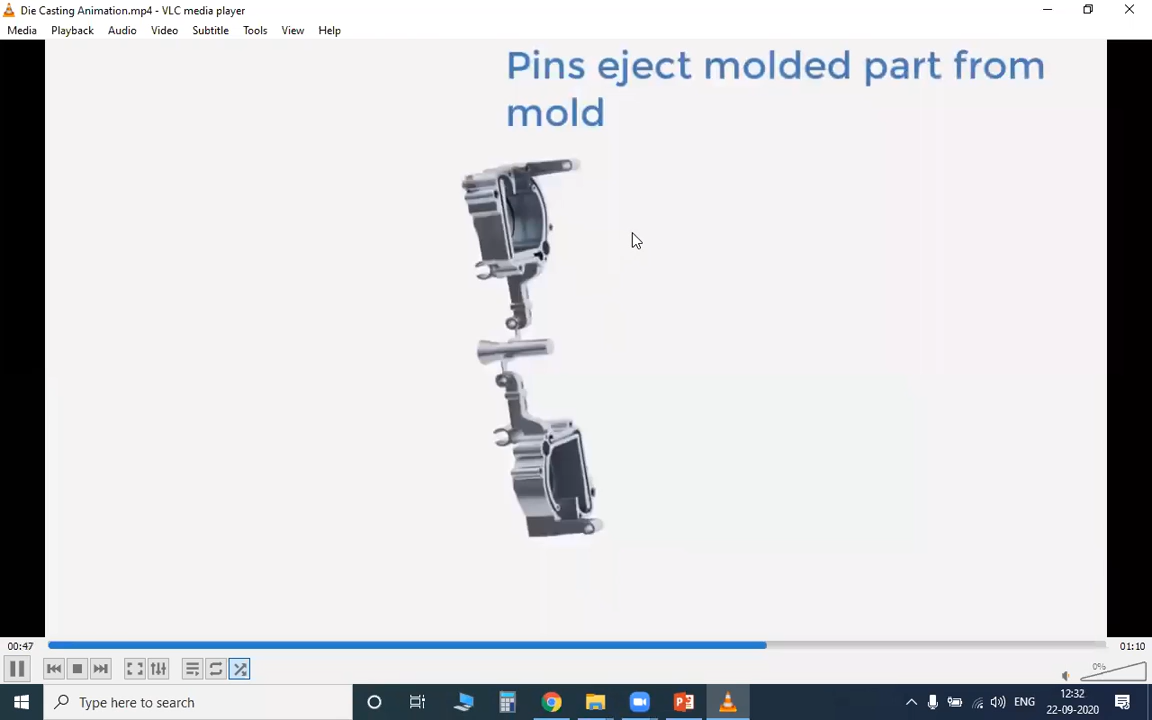 Die Casting Animation.mp4 - VLC media player
Media Playback Audio Video Subtitle Tools View Help
Pins eject molded part from
mold
00:47
01:10
0%
Type here to search
ENG
12:32
22-09-2020